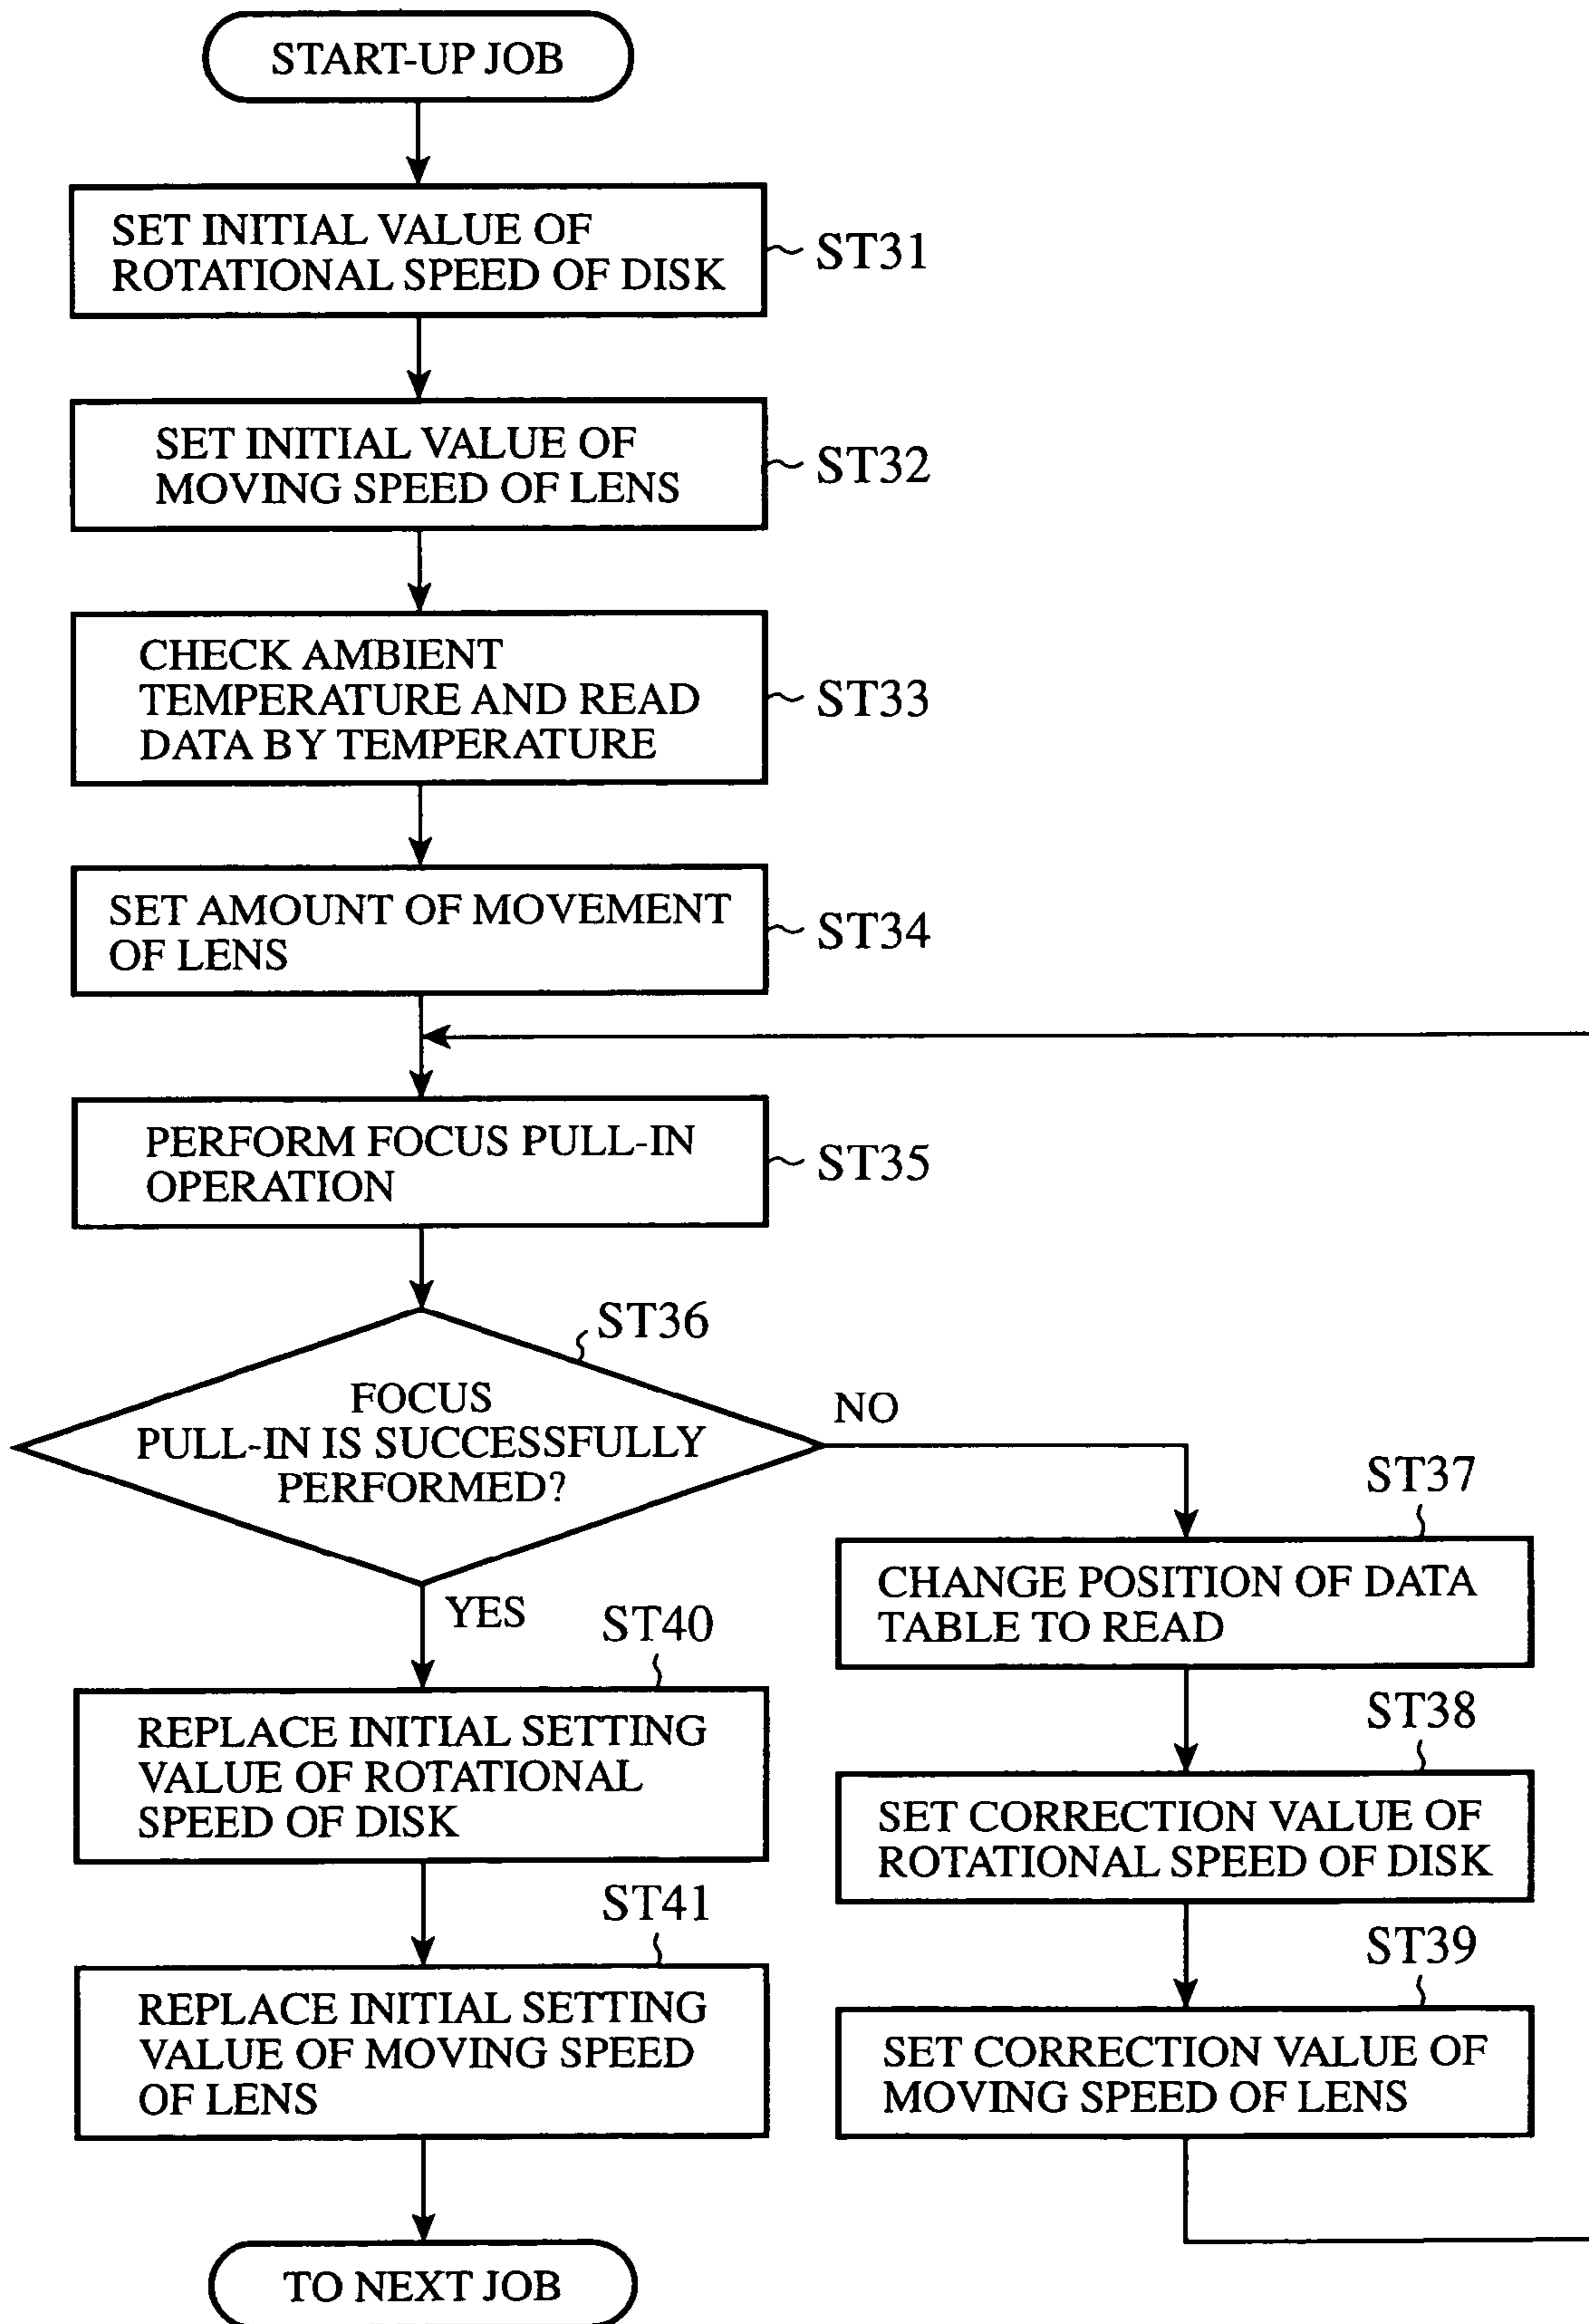 START-UP JOB
SET INITIAL VALUE OF
ROTATIONAL SPEED OF DISK
ST31
SET INITIAL VALUE OF
MOVING SPEED OF LENS
ST32
CHECK AMBIENT
TEMPERATURE AND READ
DATA BY TEMPERATURE
ST33
SET AMOUNT OF MOVEMENT
OF LENS
ST34
PERFORM FOCUS PULL-IN
OPERATION
ST35
ST36
FOCUS
PULL-IN IS SUCCESSFULLY
PERFORMED?
NO
YES
ST37
CHANGE POSITION OF DATA
TABLE TO READ
ST38
SET CORRECTION VALUE OF
ROTATIONAL SPEED OF DISK
ST39
SET CORRECTION VALUE OF
MOVING SPEED OF LENS
ST40
REPLACE INITIAL SETTING
VALUE OF ROTATIONAL
SPEED OF DISK
ST41
REPLACE INITIAL SETTING
VALUE OF MOVING SPEED
OF LENS
TO NEXT JOB